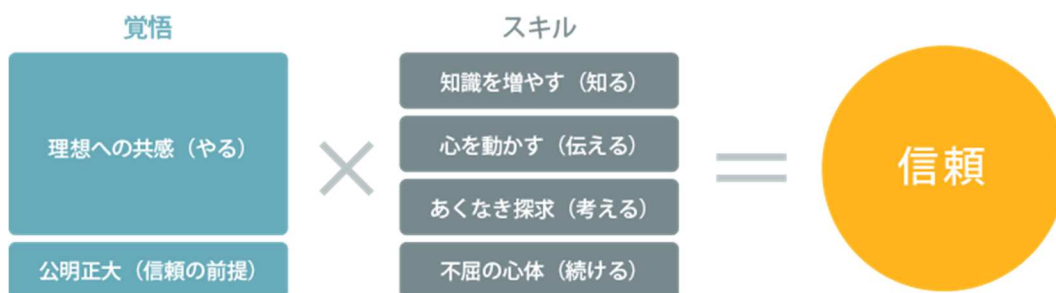 覚悟
理想への共感（やる）
公明正大（信頼の前提）
×
スキル
知識を増やす（知る）
心を動かす（伝える）
あくなき探求（考える）
不屈の心体（続ける）
=
信頼